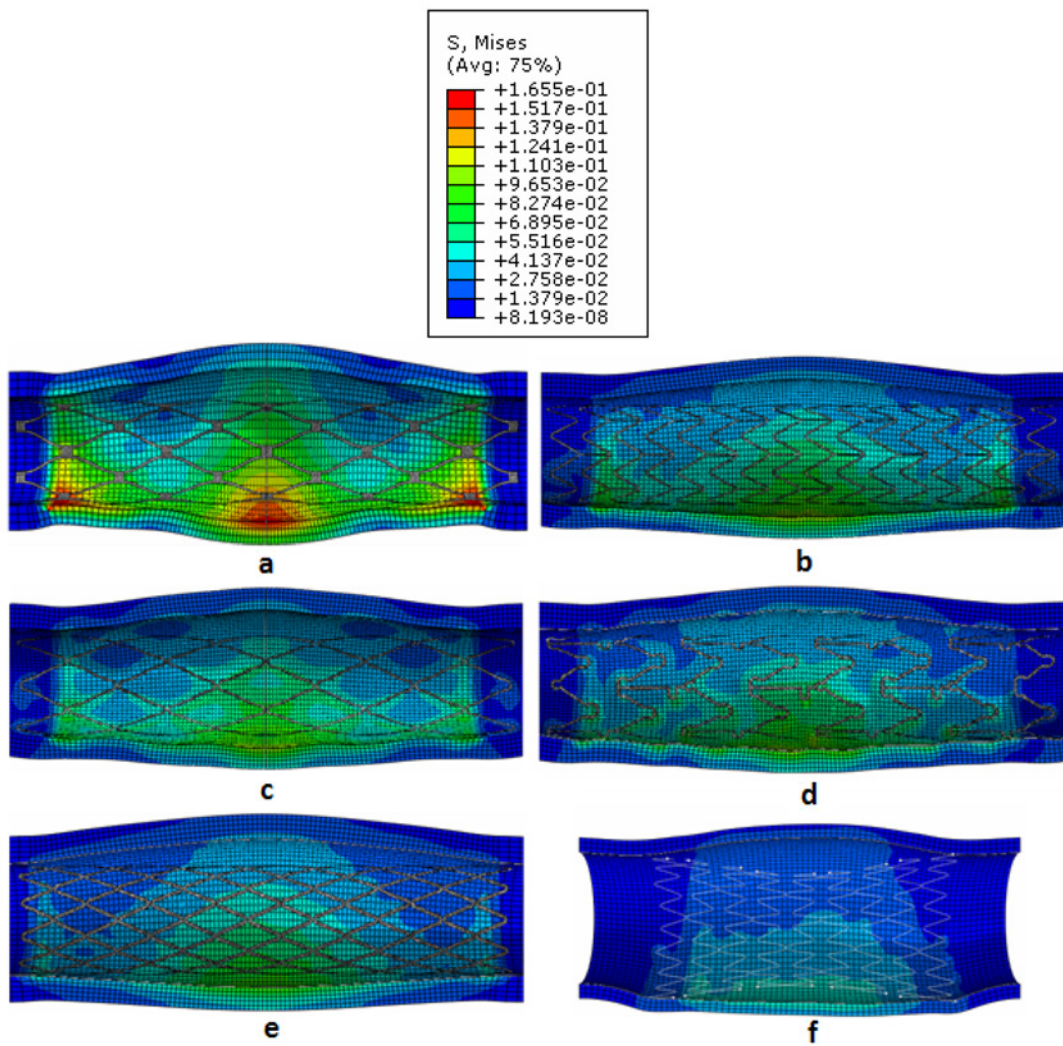 S, Mises
(Avg: 75%)
+1.655e-01
+1.517e-01
+1.379e-01
+1.241e-01
+1.103e-01
+9.653e-02
+8.274e-02
+6.895e-02
+5.516e-02
+4.137e-02
+2.758e-02
+1.379e-02
+8.193e-08
a
b
c
d
e
f